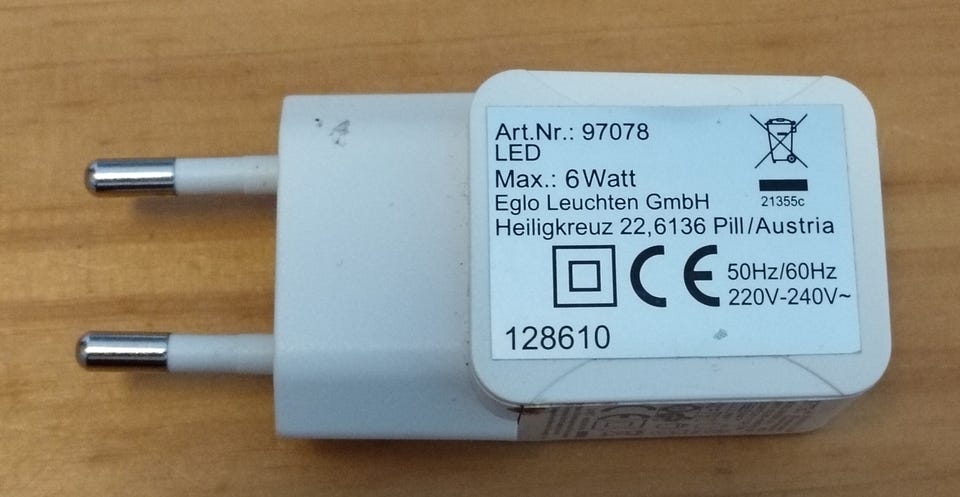 Art.Nr.: 97078
LED
Max.: 6 Watt
Eglo Leuchten GmbH
Heiligkreuz 22,6136 Pill/Austria
21355c
CE
50Hz/60Hz
220V-240V~
128610